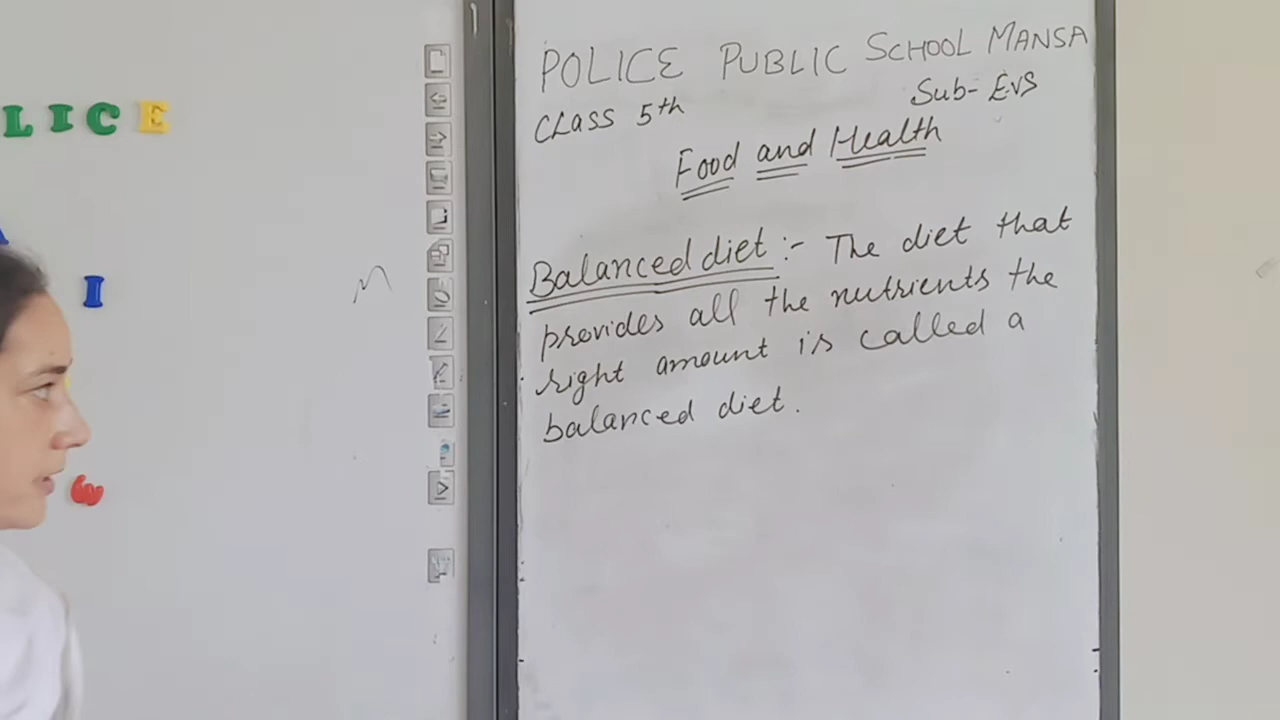 POLICE PUBLIC SCHOOL MANSA
CLASS 5th Sub- EVS
Food and Health
Balanced diet :- The diet that
provides all the nutrients the
right amount is called a
balanced diet.
LICE
I